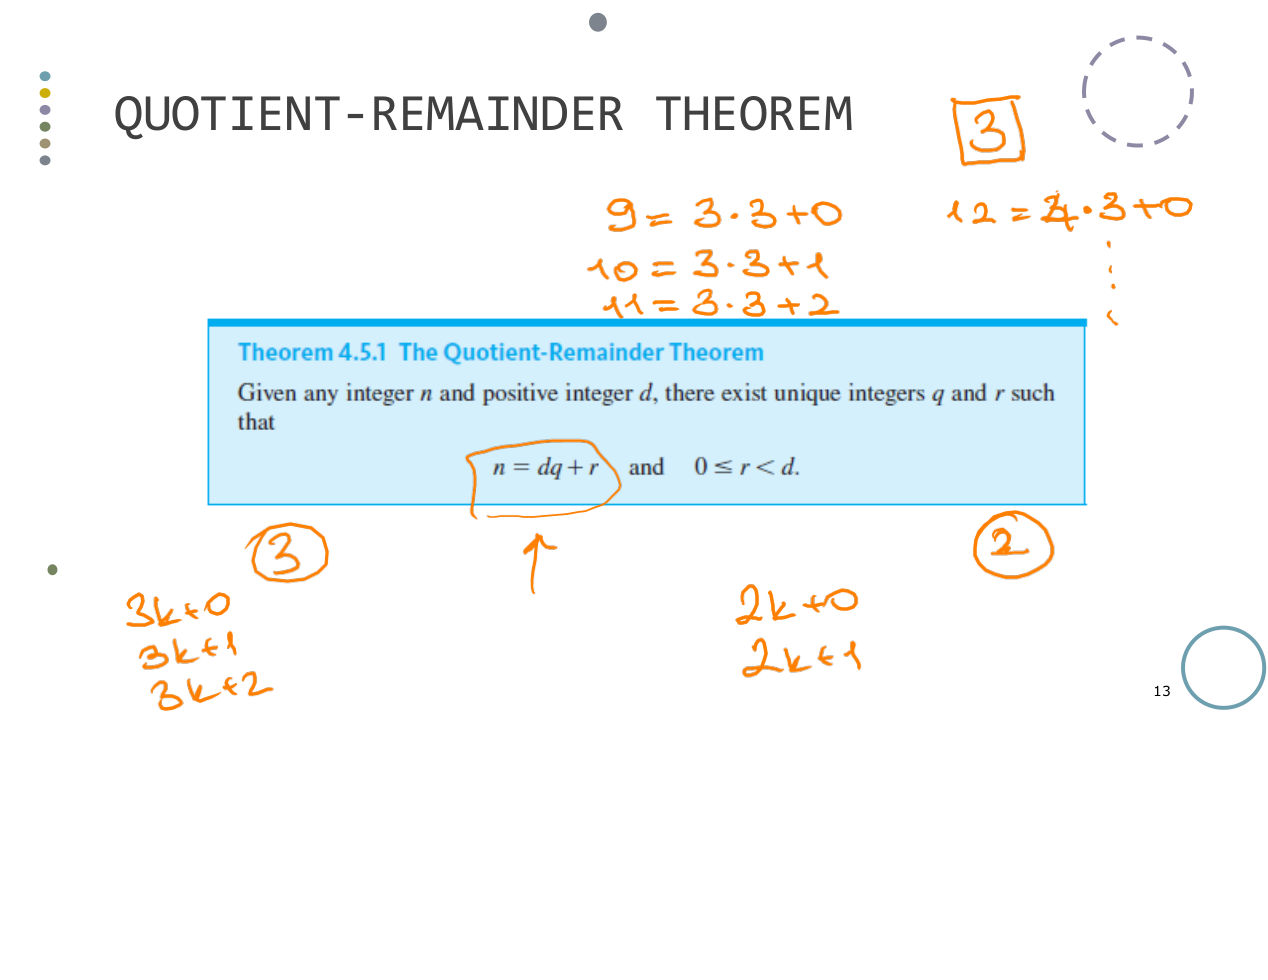 QUOTIENT-REMAINDER THEOREM
3
9 = 3·3+0
12 = 4·3+0
10 = 3·3+1
11 = 3·3+2
Theorem 4.5.1 The Quotient-Remainder Theorem
Given any integer n and positive integer d, there exist unique integers q and r such
that
n = dq + r and 0 ≤ r < d.
3
3k+0
3k+1
3k+2
2
2k+0
2k+1
13